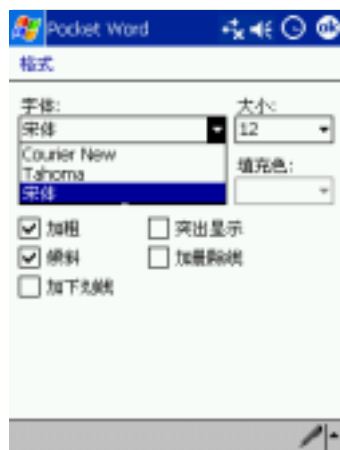 Pocket Word ok
格式
字体: 大小:
宋体 12
Courier New
Tahoma 填充色:
宋体
加粗 突出显示
倾斜 加删除线
加下划线